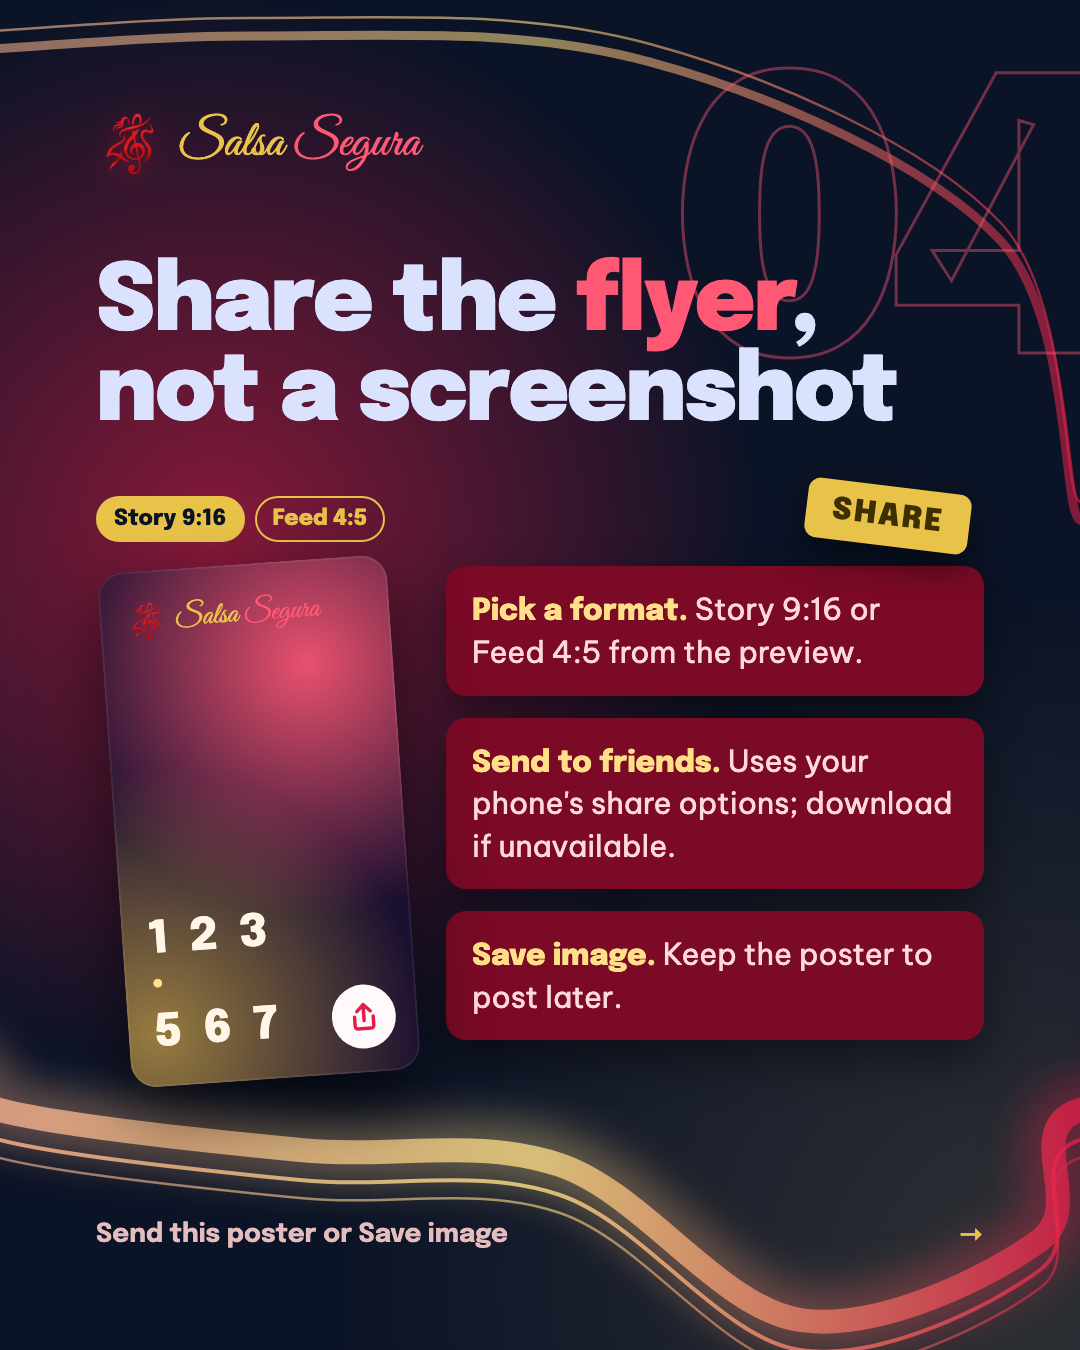 04
Salsa Segura
Share the flyer,
not a screenshot
Story 9:16
Feed 4:5
SHARE
Salsa Segura
1 2 3
5 6 7
Pick a format. Story 9:16 or
Feed 4:5 from the preview.
Send to friends. Uses your
phone's share options; download
if unavailable.
Save image. Keep the poster to
post later.
Send this poster or Save image
→